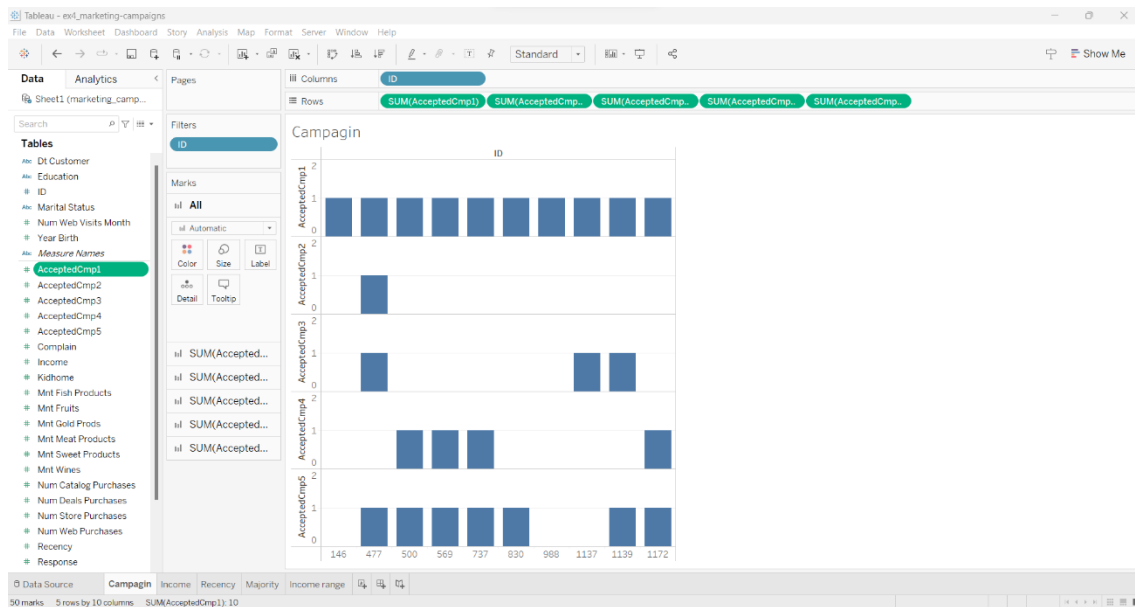 Tableau - ex4_marketing-campaigns
File Data Worksheet Dashboard Story Analysis Map Format Server Window Help
Standard
Show Me
Data Analytics
Pages
Columns ID
Sheet1 (marketing_camp...
Rows SUM(AcceptedCmp1) SUM(AcceptedCmp.. SUM(AcceptedCmp.. SUM(AcceptedCmp.. SUM(AcceptedCmp..
Search
Tables
Abc Dt Customer
Abc Education
# ID
Abc Marital Status
# Num Web Visits Month
# Year Birth
Abc Measure Names
# AcceptedCmp1
# AcceptedCmp2
# AcceptedCmp3
# AcceptedCmp4
# AcceptedCmp5
# Complain
# Income
# Kidhome
# Mnt Fish Products
# Mnt Fruits
# Mnt Gold Prods
# Mnt Meat Products
# Mnt Sweet Products
# Mnt Wines
# Num Catalog Purchases
# Num Deals Purchases
# Num Store Purchases
# Num Web Purchases
# Recency
# Response
Filters
ID
Marks
All
Automatic
Color Size Label
Detail Tooltip
SUM(Accepted...
SUM(Accepted...
SUM(Accepted...
SUM(Accepted...
SUM(Accepted...
Campagin
ID
AcceptedCmp1
2
1
0
AcceptedCmp2
2
1
0
AcceptedCmp3
2
1
0
AcceptedCmp4
2
1
0
AcceptedCmp5
2
1
0
146 477 500 569 737 830 988 1137 1139 1172
Data Source Campagin Income Recency Majority Income range
50 marks 5 rows by 10 columns SUM(AcceptedCmp1): 10